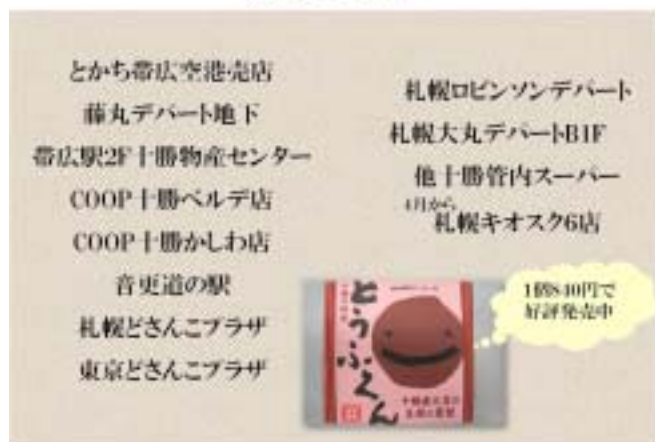 とかち帯広空港売店
藤丸デパート地下
帯広駅2F十勝物産センター
COOP十勝ベルデ店
COOP十勝かしわ店
音更道の駅
札幌どさんこプラザ
東京どさんこプラザ
札幌ロビンソンデパート
札幌大丸デパートB1F
他十勝管内スーパー
4月から
札幌キオスク6店
1個840円で
好評発売中
とうふくん